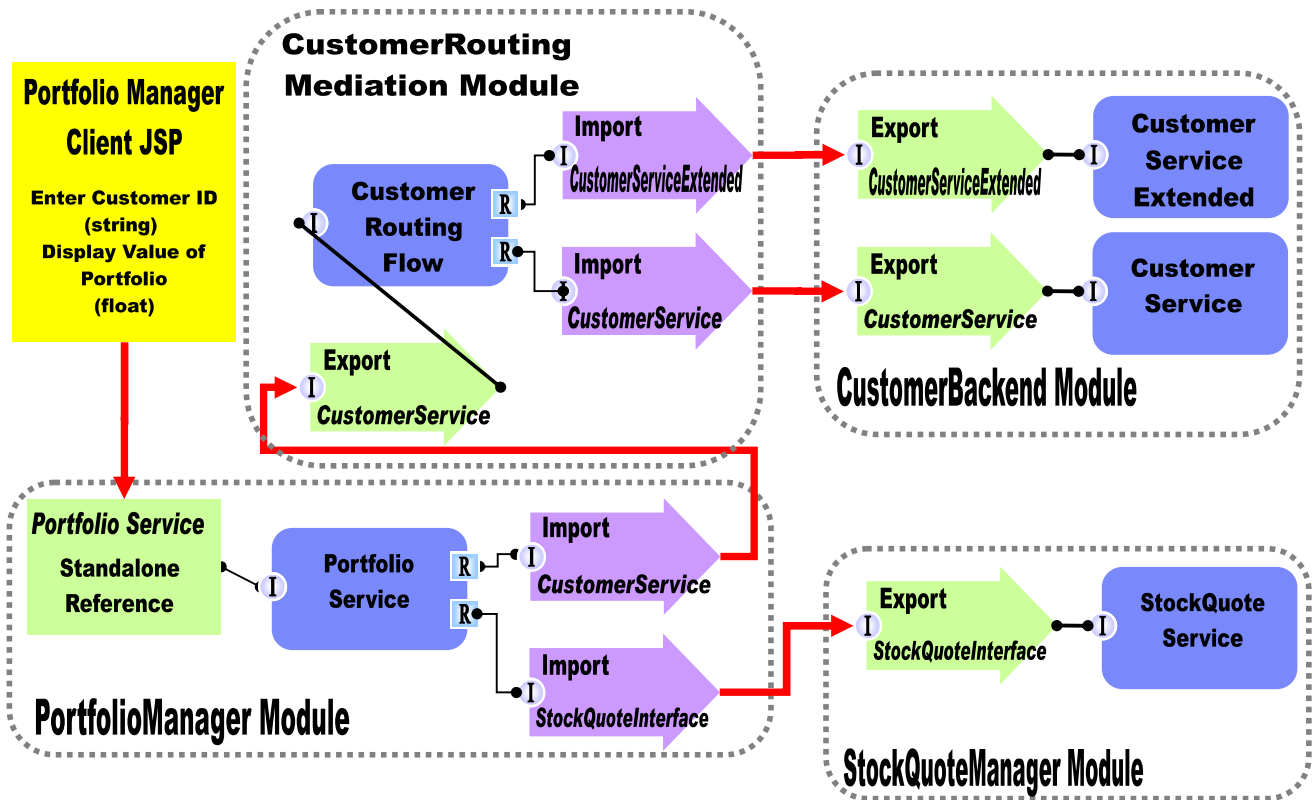 CustomerRouting
Mediation Module
Portfolio Manager
Client JSP
Enter Customer ID
(string)
Display Value of
Portfolio
(float)
Import
I
CustomerServiceExtended
Customer
Routing
Flow
I
R
R
Import
I
CustomerService
Export
I
CustomerService
Export
I
CustomerServiceExtended
I
Customer
Service
Extended
Export
I
CustomerService
I
Customer
Service
CustomerBackend Module
Portfolio Service
Standalone
Reference
I
Portfolio
Service
R
R
Import
I
CustomerService
Import
I
StockQuoteInterface
PortfolioManager Module
Export
I
StockQuoteInterface
I
StockQuote
Service
StockQuoteManager Module